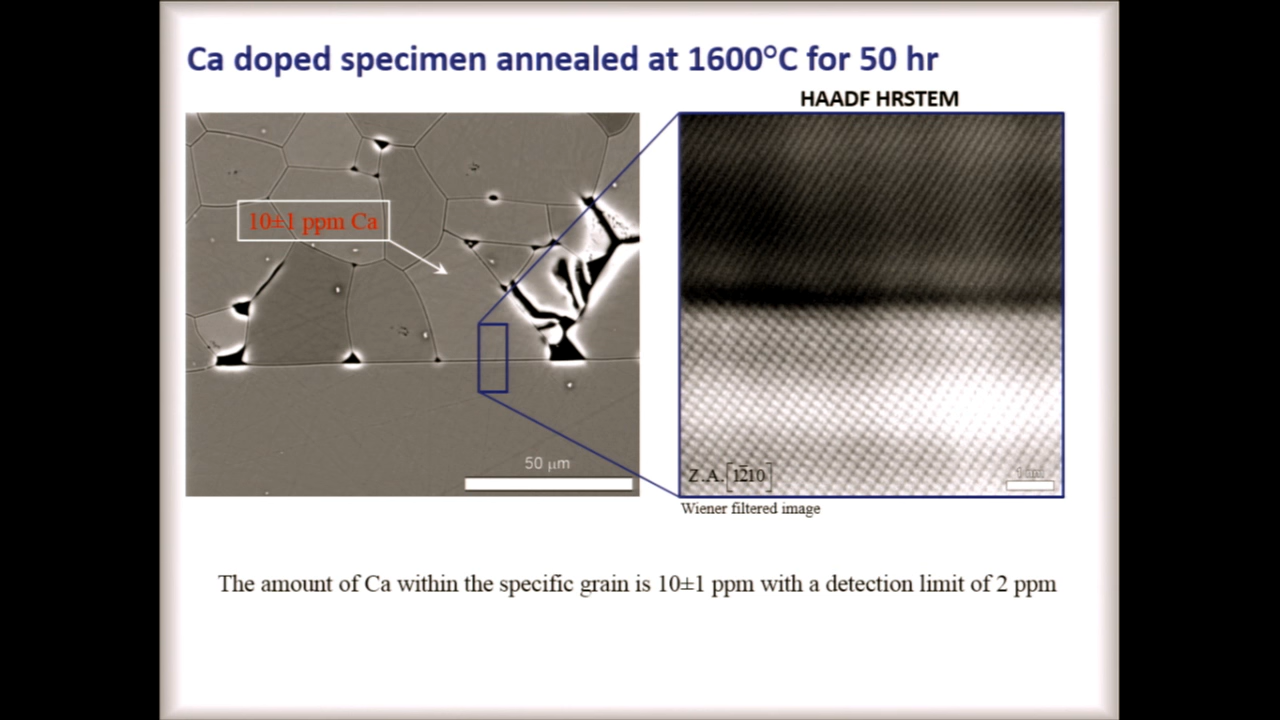 Ca doped specimen annealed at 1600°C for 50 hr
HAADF HRSTEM
10±1 ppm Ca
50 μm
Z.A.[1̄2̄10]
1 nm
Wiener filtered image
The amount of Ca within the specific grain is 10±1 ppm with a detection limit of 2 ppm